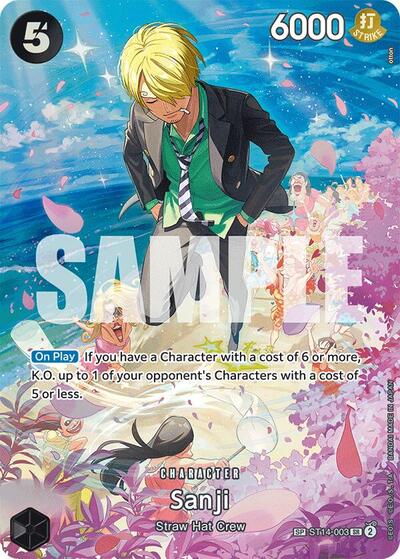 5
6000
打
STRIKE
otton
SAMPLE
On Play If you have a Character with a cost of 6 or more,
K.O. up to 1 of your opponent's Characters with a cost of
5 or less.
CHARACTER
Sanji
Straw Hat Crew
SP ST14-003 SR 2